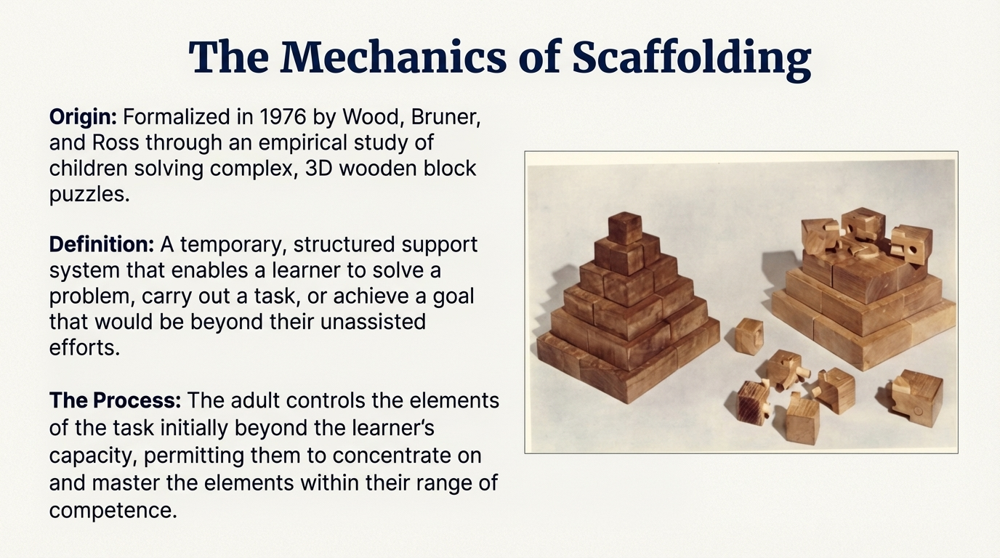 The Mechanics of Scaffolding
Origin: Formalized in 1976 by Wood, Bruner,
and Ross through an empirical study of
children solving complex, 3D wooden block
puzzles.
Definition: A temporary, structured support
system that enables a learner to solve a
problem, carry out a task, or achieve a goal
that would be beyond their unassisted
efforts.
The Process: The adult controls the elements
of the task initially beyond the learner‘s
capacity, permitting them to concentrate on
and master the elements within their range of
competence.